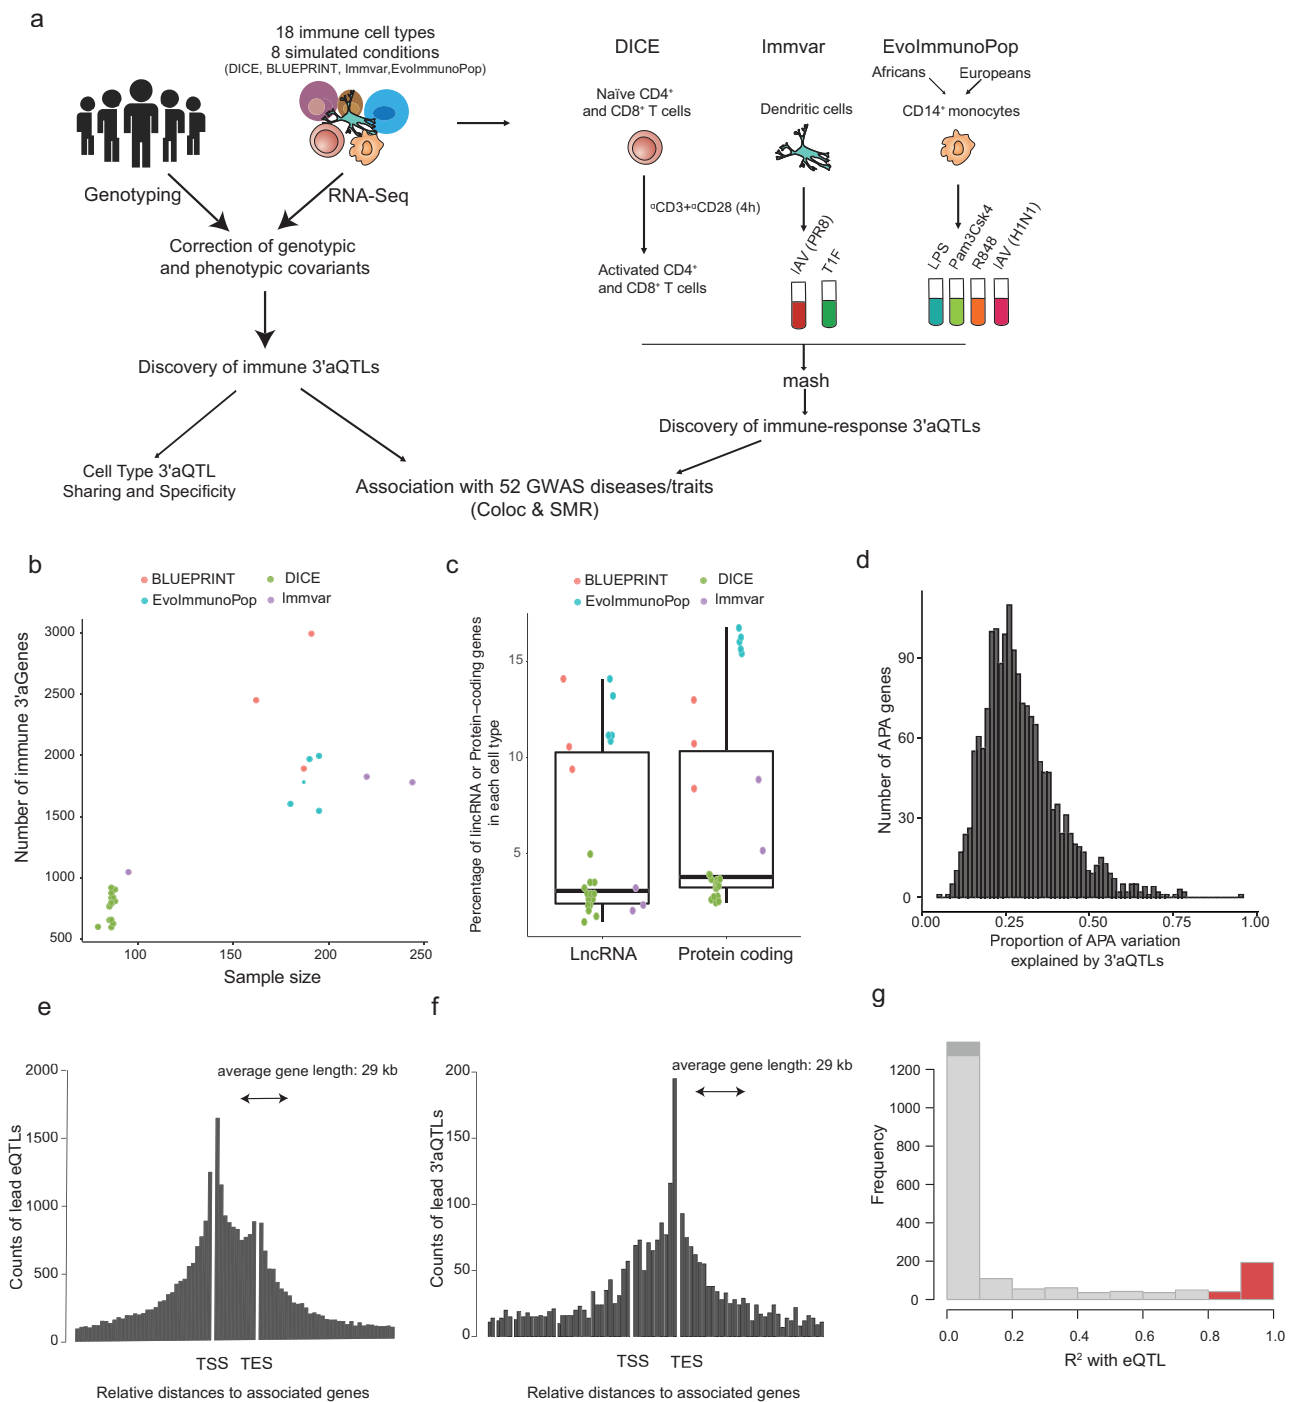 a
18 immune cell types
8 simulated conditions
(DICE, BLUEPRINT, Immvar,EvoImmunoPop)
Genotyping
RNA-Seq
Correction of genotypic
and phenotypic covariants
Discovery of immune 3'aQTLs
Cell Type 3'aQTL
Sharing and Specificity
Association with 52 GWAS diseases/traits
(Coloc & SMR)
DICE
Naïve CD4+
and CD8+ T cells
¤CD3+¤CD28 (4h)
Activated CD4+
and CD8+ T cells
Immvar
Dendritic cells
IAV (PR8)
T1F
EvoImmunoPop
Africans
Europeans
CD14+ monocytes
LPS
Pam3Csk4
R848
IAV (H1N1)
mash
Discovery of immune-response 3'aQTLs
b
BLUEPRINT
DICE
EvoImmunoPop
Immvar
Number of immune 3'aGenes
3000
2500
2000
1500
1000
500
100
150
200
250
Sample size
c
BLUEPRINT
DICE
EvoImmunoPop
Immvar
Percentage of lincRNA or Protein−coding genes
in each cell type
15
10
5
LncRNA
Protein coding
d
Number of APA genes
90
60
30
0
0.00
0.25
0.50
0.75
1.00
Proportion of APA variation
explained by 3'aQTLs
e
average gene length: 29 kb
Counts of lead eQTLs
2000
1500
1000
500
0
TSS
TES
Relative distances to associated genes
f
average gene length: 29 kb
Counts of lead 3'aQTLs
200
150
100
50
0
TSS
TES
Relative distances to associated genes
g
Frequency
1200
1000
800
600
400
200
0
0.0
0.2
0.4
0.6
0.8
1.0
R² with eQTL